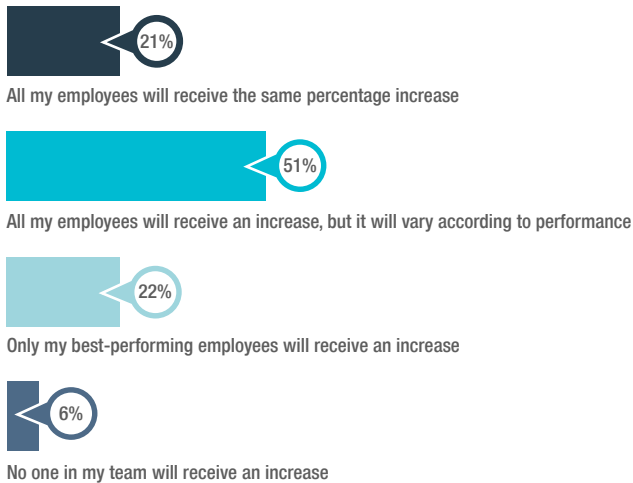 21%
All my employees will receive the same percentage increase
51%
All my employees will receive an increase, but it will vary according to performance
22%
Only my best-performing employees will receive an increase
6%
No one in my team will receive an increase